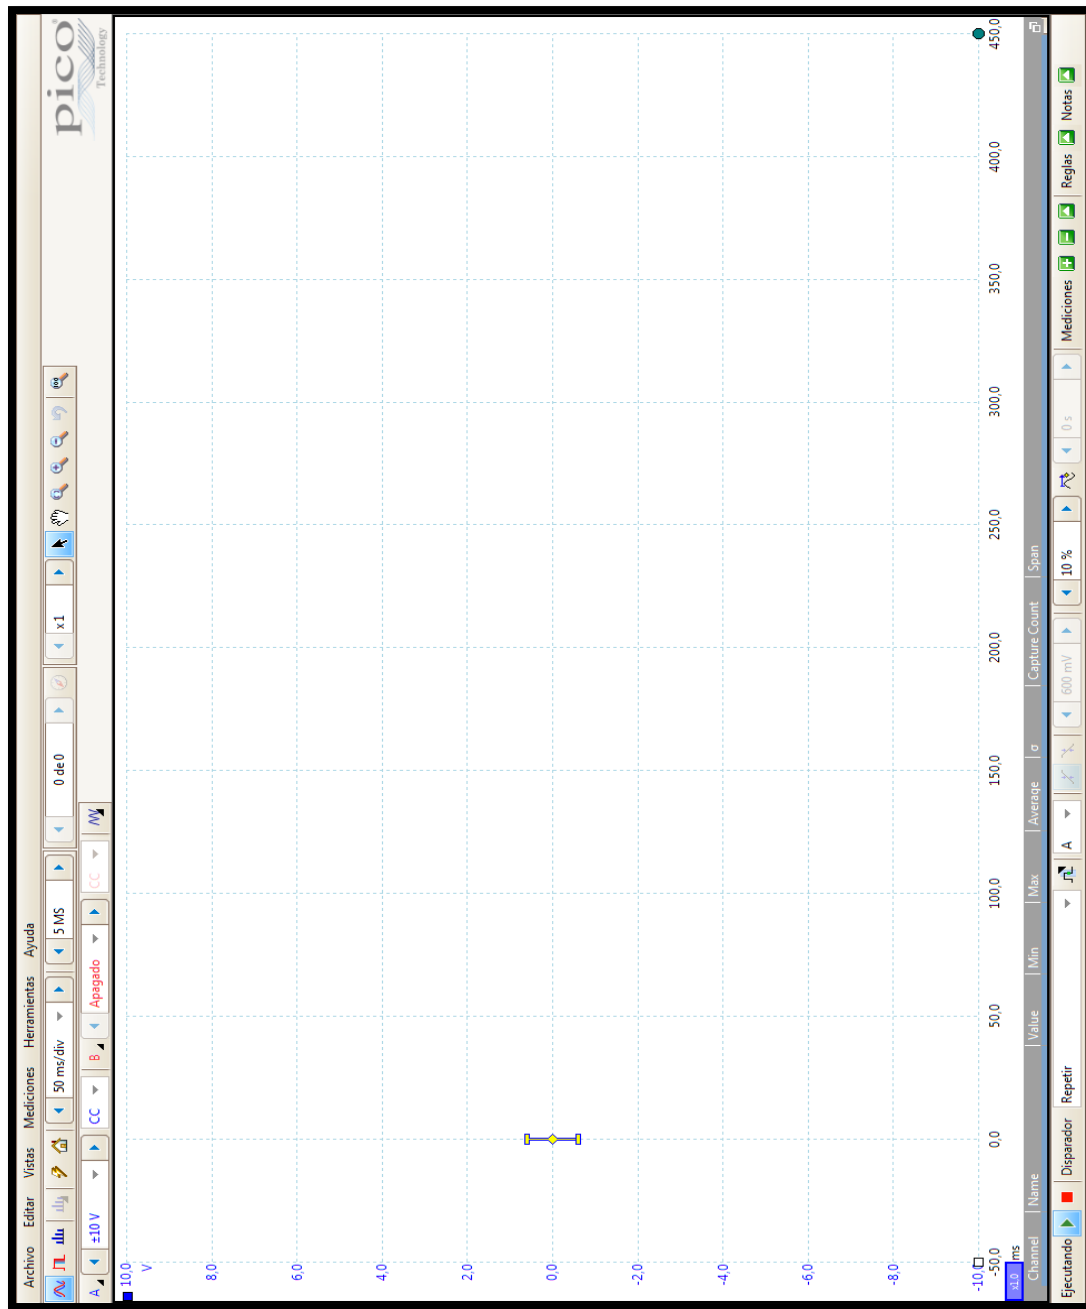 Archivo Editar Vistas Mediciones Herramientas Ayuda
50 ms/div 5 MS 0 de 0 x1
pico
Technology
A ±10 V CC B Apagado CC
10,0
V
8,0
6,0
4,0
2,0
0,0
-2,0
-4,0
-6,0
-8,0
-10,0
-50,0 0,0 50,0 100,0 150,0 200,0 250,0 300,0 350,0 400,0 450,0
x1.0 ms
Channel Name Value Min Max Average σ Capture Count Span
Ejecutando Disparador Repetir A 600 mV 10 % 0 s Mediciones Reglas Notas